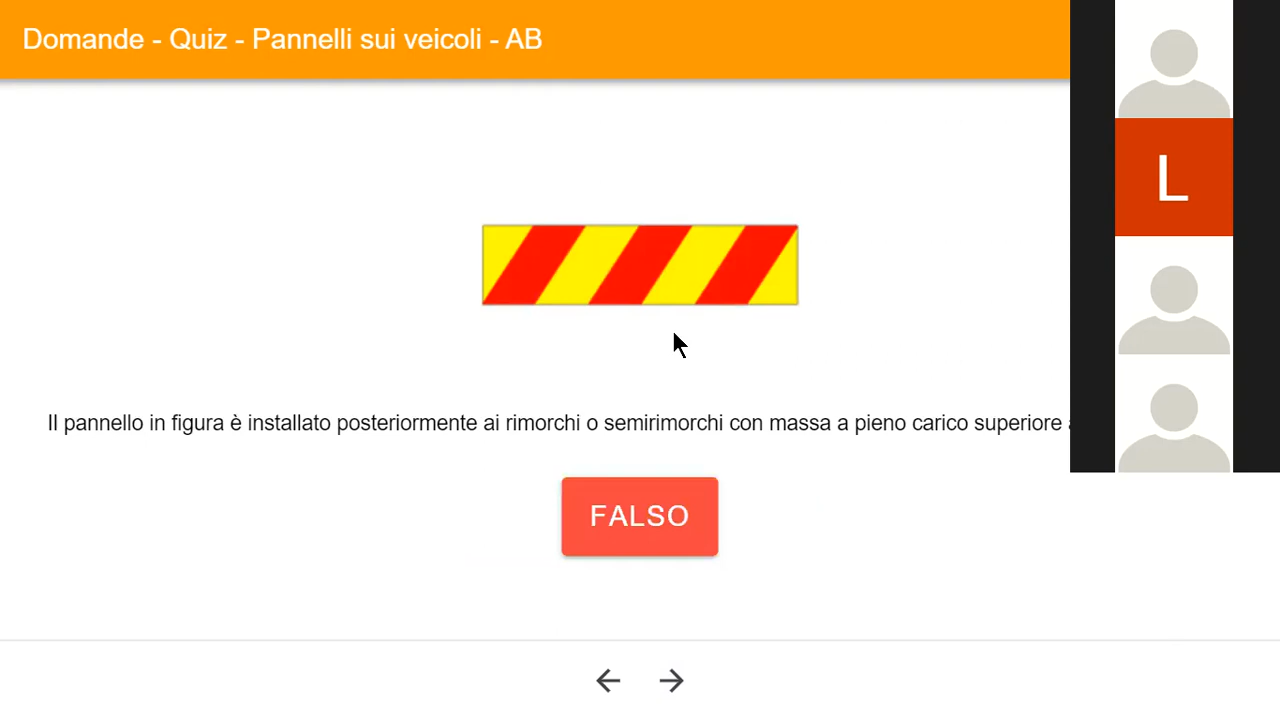 Domande - Quiz - Pannelli sui veicoli - AB
L
Il pannello in figura è installato posteriormente ai rimorchi o semirimorchi con massa a pieno carico superiore
FALSO